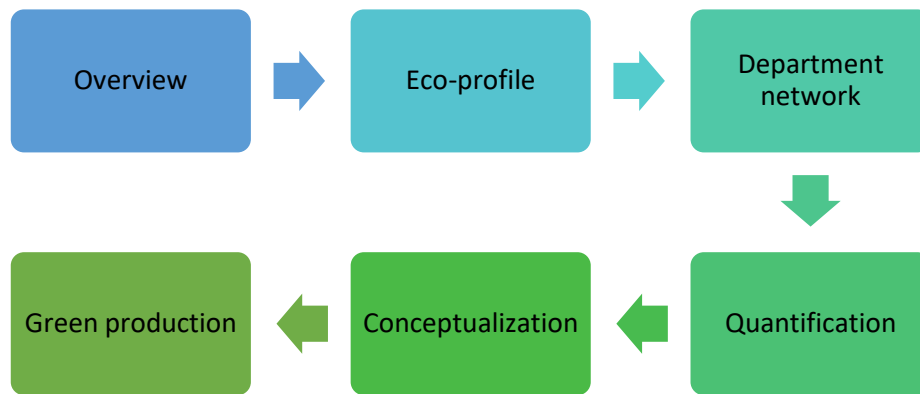 Overview
Eco-profile
Department
network
Quantification
Conceptualization
Green production